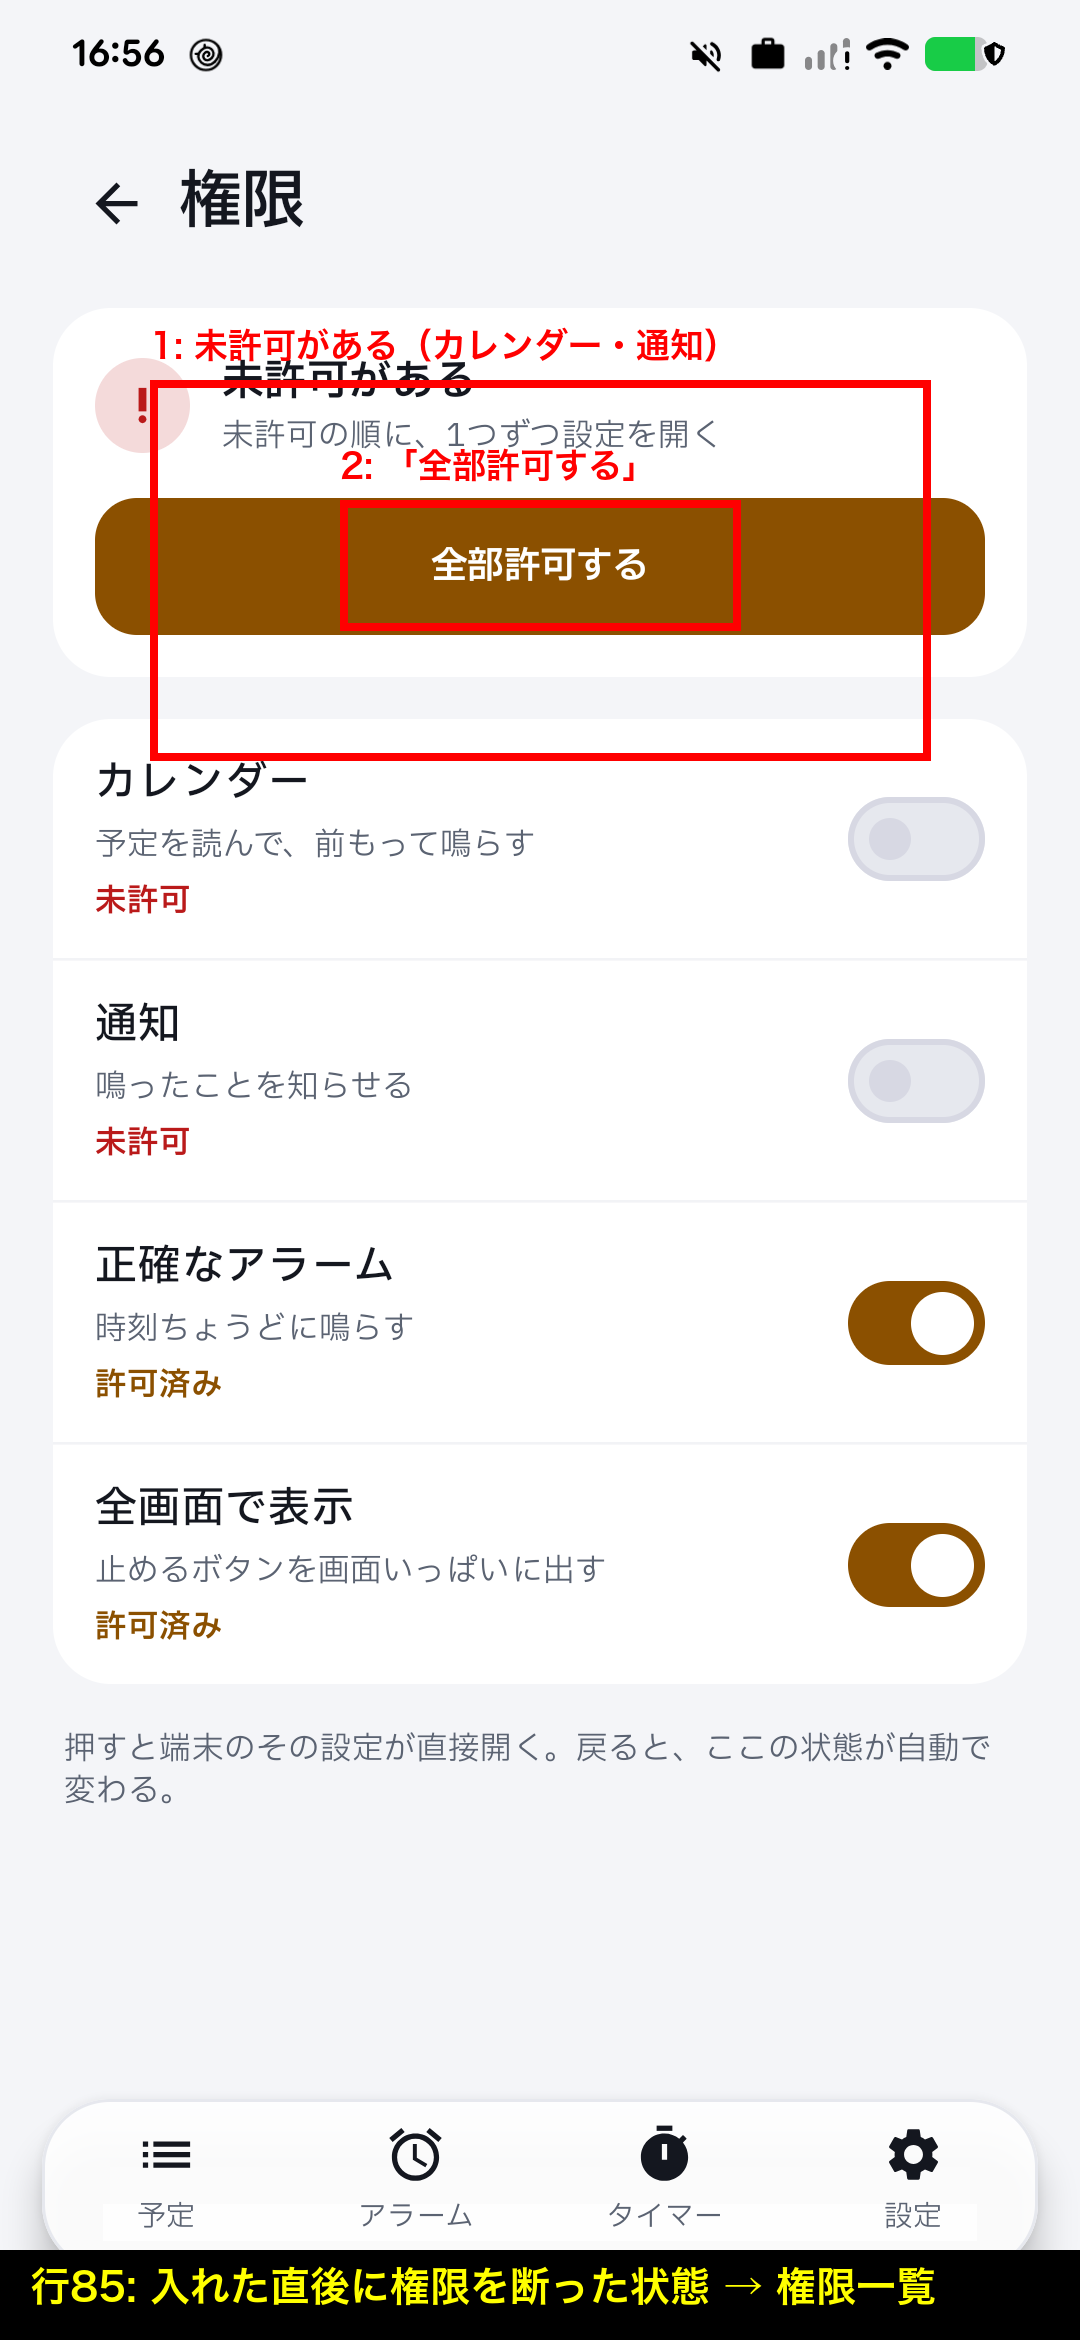 16:56
権限
1: 未許可がある（カレンダー・通知）
未許可がある
未許可の順に、1つずつ設定を開く
2: 「全部許可する」
全部許可する
カレンダー
予定を読んで、前もって鳴らす
未許可
通知
鳴ったことを知らせる
未許可
正確なアラーム
時刻ちょうどに鳴らす
許可済み
全画面で表示
止めるボタンを画面いっぱいに出す
許可済み
押すと端末のその設定が直接開く。戻ると、ここの状態が自動で
変わる。
予定 アラーム タイマー 設定
行85: 入れた直後に権限を断った状態 → 権限一覧